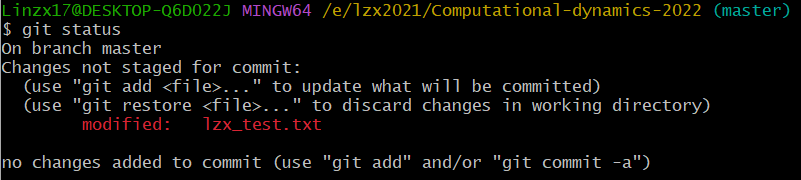 Linzx17@DESKTOP-Q6D022J MINGW64 /e/lzx2021/Computational-dynamics-2022 (master)
$ git status
On branch master
Changes not staged for commit:
  (use "git add <file>..." to update what will be committed)
  (use "git restore <file>..." to discard changes in working directory)
        modified:   lzx_test.txt

no changes added to commit (use "git add" and/or "git commit -a")